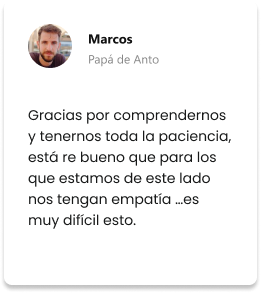 Marcos
Papá de Anto
Gracias por comprendernos
y tenernos toda la paciencia,
está re bueno que para los
que estamos de este lado
nos tengan empatía ...es
muy difícil esto.